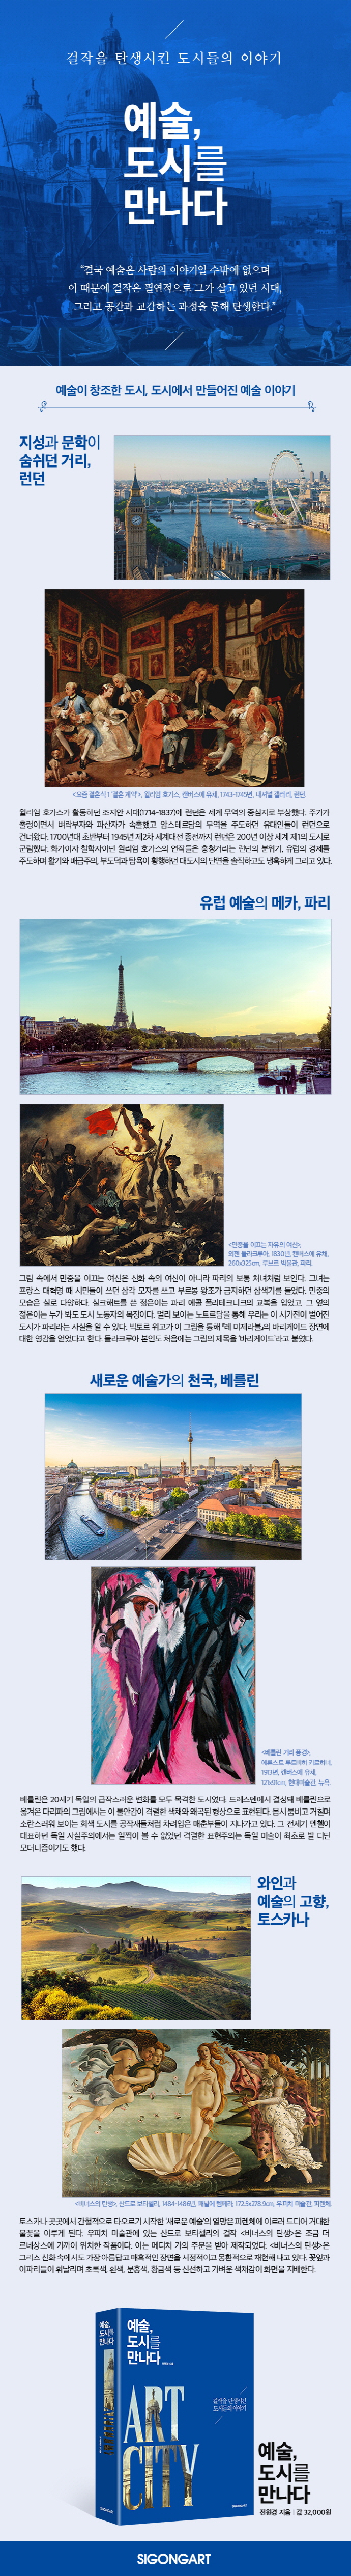 걸작을 탄생시킨 도시들의 이야기
예술,
도시를
만나다
“결국 예술은 사람의 이야기일 수밖에 없으며
이 때문에 걸작은 필연적으로 그가 살고 있던 시대,
그리고 공간과 교감하는 과정을 통해 탄생한다.”
예술이 창조한 도시, 도시에서 만들어진 예술 이야기
지성과 문학이
숨쉬던 거리,
런던
<요즘 결혼식 1 '결혼 계약'>, 윌리엄 호가스, 캔버스에 유채, 1743-1745년, 내셔널 갤러리, 런던.
윌리엄 호가스가 활동하던 조지안 시대(1714-1837)에 런던은 세계 무역의 중심지로 부상했다. 주가가
출렁이면서 벼락부자와 파산자가 속출했고 암스테르담의 무역을 주도하던 유대인들이 런던으로
건너왔다. 1700년대 초반부터 1945년 제2차 세계대전 종전까지 런던은 200년 이상 세계 제1의 도시로
군림했다. 화가이자 철학자이던 윌리엄 호가스의 연작들은 흥청거리는 런던의 분위기, 유럽의 경제를
주도하며 활기와 배금주의, 부도덕과 탐욕이 횡행하던 대도시의 단면을 솔직하고도 냉혹하게 그리고 있다.
유럽 예술의 메카, 파리
<민중을 이끄는 자유의 여신>,
외젠 들라크루아, 1830년, 캔버스에 유채,
260x325cm, 루브르 박물관, 파리.
그림 속에서 민중을 이끄는 여신은 신화 속의 여신이 아니라 파리의 보통 처녀처럼 보인다. 그녀는
프랑스 대혁명 때 시민들이 쓰던 삼각 모자를 쓰고 부르봉 왕조가 금지하던 삼색기를 들었다. 민중의
모습은 실로 다양하다. 실크해트를 쓴 젊은이는 파리 에콜 폴리테크니크의 교복을 입었고, 그 옆의
젊은이는 누가 봐도 도시 노동자의 복장이다. 멀리 보이는 노트르담을 통해 우리는 이 시가전이 벌어진
도시가 파리라는 사실을 알 수 있다. 빅토르 위고가 이 그림을 통해 『레 미제라블』의 바리케이드 장면에
대한 영감을 얻었다고 한다. 들라크루아 본인도 처음에는 그림의 제목을 '바리케이드'라고 붙였다.
새로운 예술가의 천국, 베를린
<베를린 거리 풍경>,
에른스트 루트비히 키르히너,
1913년, 캔버스에 유채,
121x91cm, 현대미술관, 뉴욕.
베를린은 20세기 독일의 급작스러운 변화를 모두 목격한 도시였다. 드레스덴에서 결성돼 베를린으로
옮겨온 다리파의 그림에서는 이 불안감이 격렬한 색채와 왜곡된 형상으로 표현된다. 몹시 붐비고 거칠며
소란스러워 보이는 회색 도시를 공작새들처럼 차려입은 매춘부들이 지나가고 있다. 그 전세기 멘첼이
대표하던 독일 사실주의에서는 일찍이 볼 수 없었던 격렬한 표현주의는 독일 미술이 최초로 발 디딘
모더니즘이기도 했다.
와인과
예술의 고향,
토스카나
<비너스의 탄생>, 산드로 보티첼리, 1484-1486년, 패널에 템페라, 172.5x278.9cm, 우피치 미술관, 피렌체.
토스카나 곳곳에서 간헐적으로 타오르기 시작한 '새로운 예술'의 열망은 피렌체에 이르러 드디어 거대한
불꽃을 이루게 된다. 우피치 미술관에 있는 산드로 보티첼리의 걸작 <비너스의 탄생>은 조금 더
르네상스에 가까이 위치한 작품이다. 이는 메디치 가의 주문을 받아 제작되었다. <비너스의 탄생>은
그리스 신화 속에서도 가장 아름답고 매혹적인 장면을 서정적이고 몽환적으로 재현해 내고 있다. 꽃잎과
이파리들이 휘날리며 초록색, 흰색, 분홍색, 황금색 등 신선하고 가벼운 색채감이 화면을 지배한다.
예술,
도시를
만나다
예술,
도시를
만나다
전원경 지음
걸작을 탄생시킨
도시들의 이야기
ART
CITY
SIGONGART
SIGONGART
예술,
도시를
만나다
전원경 지음 | 값 32,000원
SIGONGART